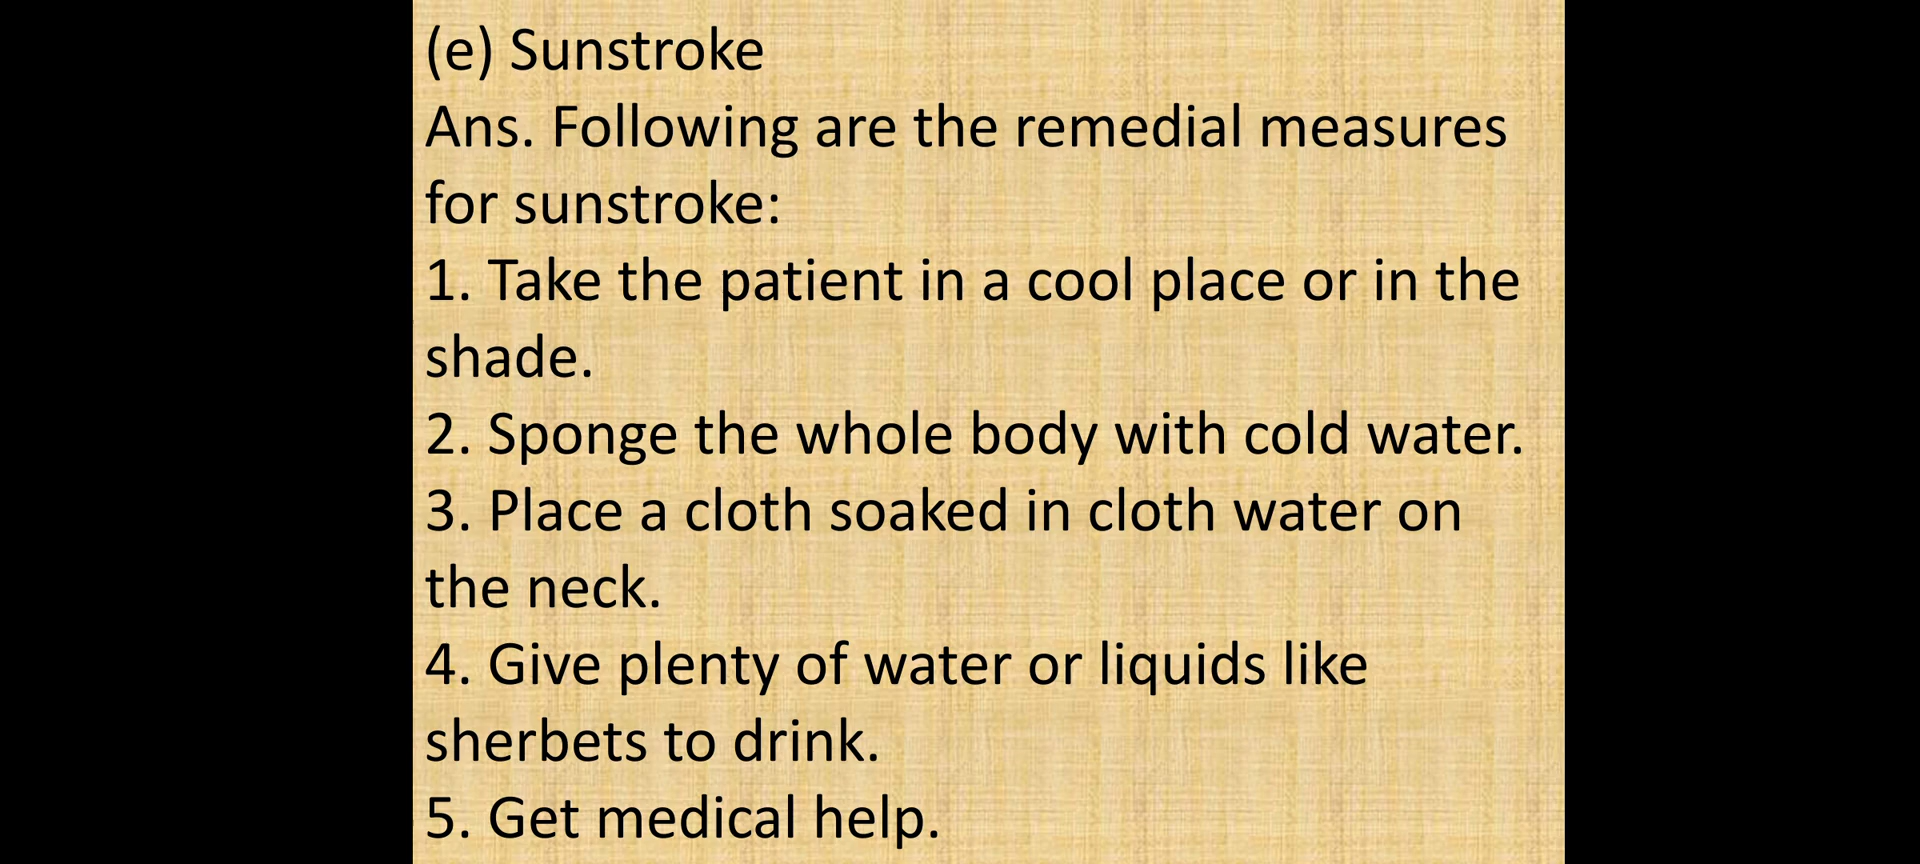 (e) Sunstroke
Ans. Following are the remedial measures
for sunstroke:
1. Take the patient in a cool place or in the
shade.
2. Sponge the whole body with cold water.
3. Place a cloth soaked in cloth water on
the neck.
4. Give plenty of water or liquids like
sherbets to drink.
5. Get medical help.